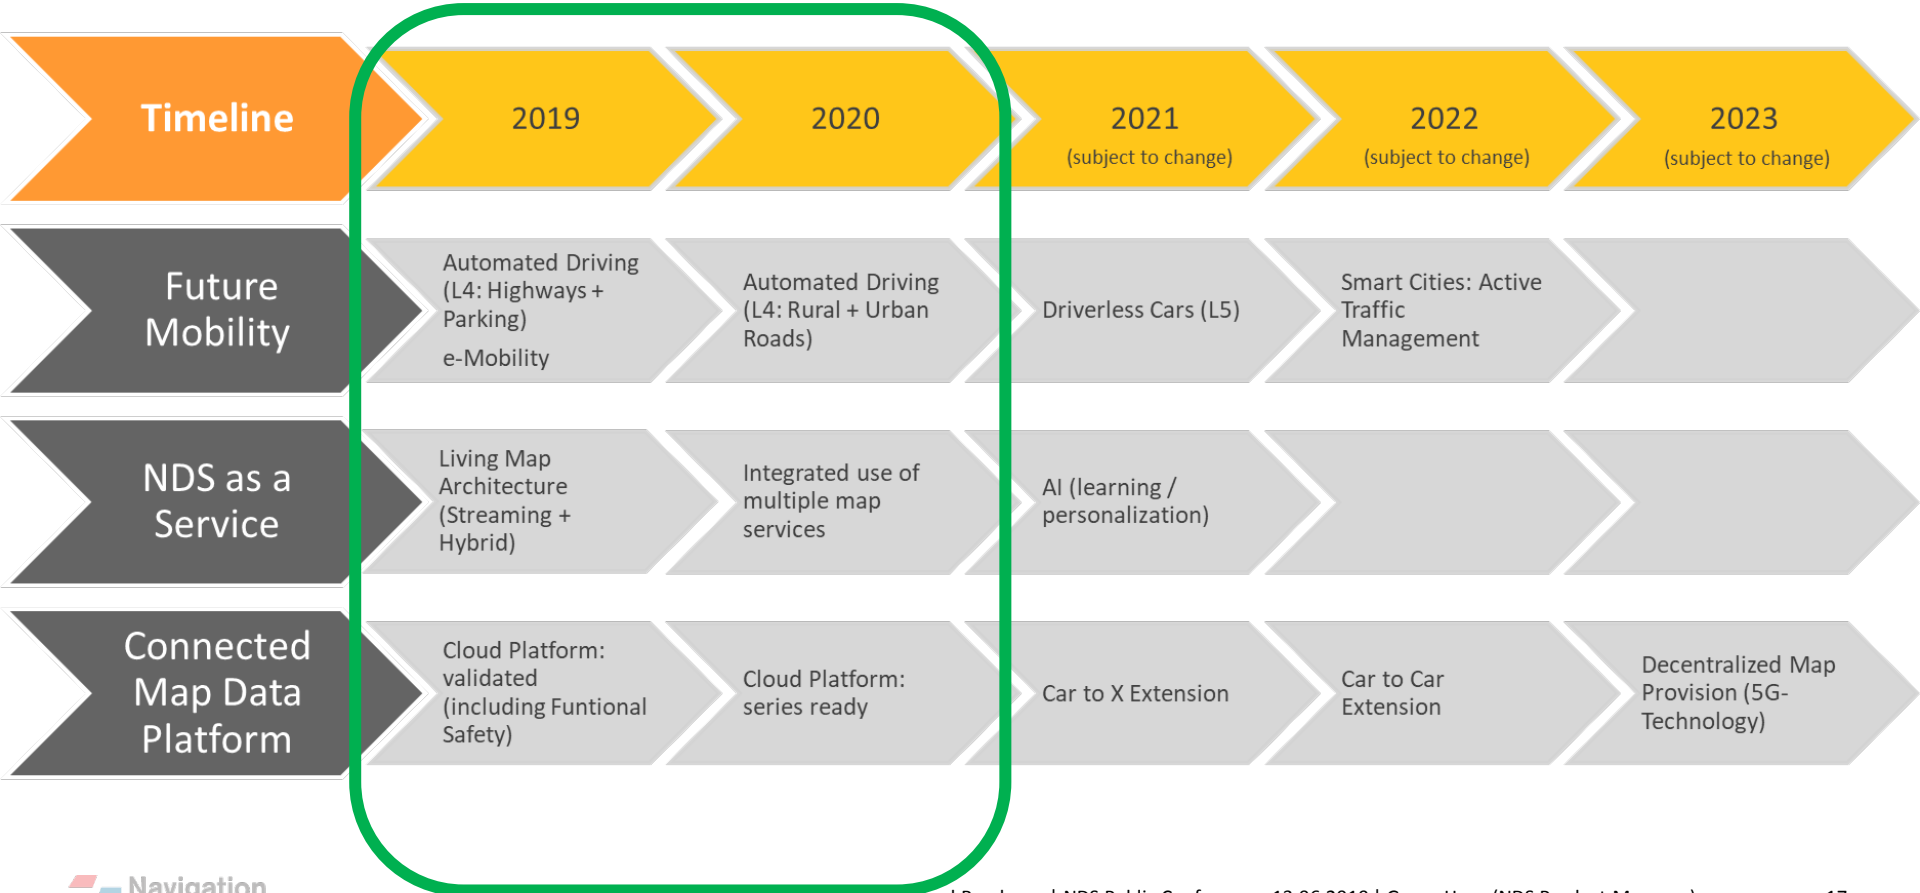 Timeline
2019
2020
2021
(subject to change)
2022
(subject to change)
2023
(subject to change)
Future
Mobility
Automated Driving
(L4: Highways +
Parking)
e-Mobility
Automated Driving
(L4: Rural + Urban
Roads)
Driverless Cars (L5)
Smart Cities: Active
Traffic
Management
NDS as a
Service
Living Map
Architecture
(Streaming +
Hybrid)
Integrated use of
multiple map
services
AI (learning /
personalization)
Connected
Map Data
Platform
Cloud Platform:
validated
(including Funtional
Safety)
Cloud Platform:
series ready
Car to X Extension
Car to Car
Extension
Decentralized Map
Provision (5G-
Technology)
Navigation